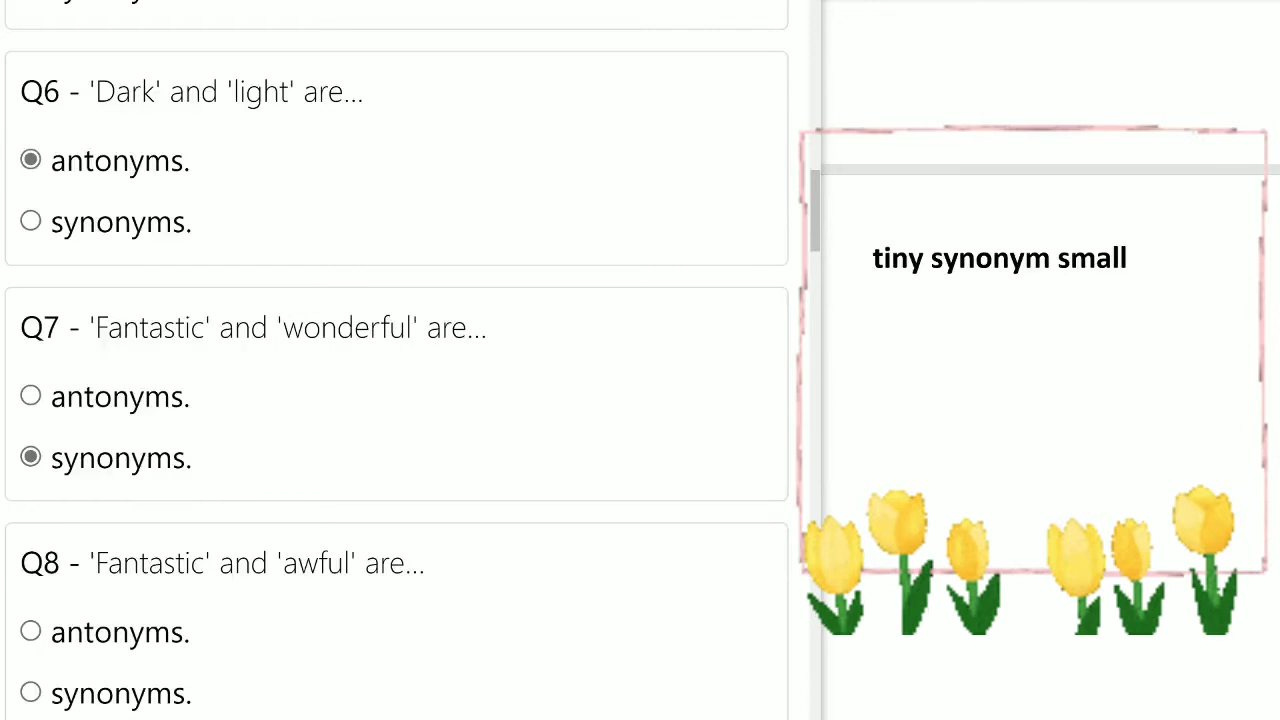 Q6 - 'Dark' and 'light' are...
antonyms.
synonyms.
Q7 - 'Fantastic' and 'wonderful' are...
antonyms.
synonyms.
Q8 - 'Fantastic' and 'awful' are...
antonyms.
synonyms.
tiny synonym small